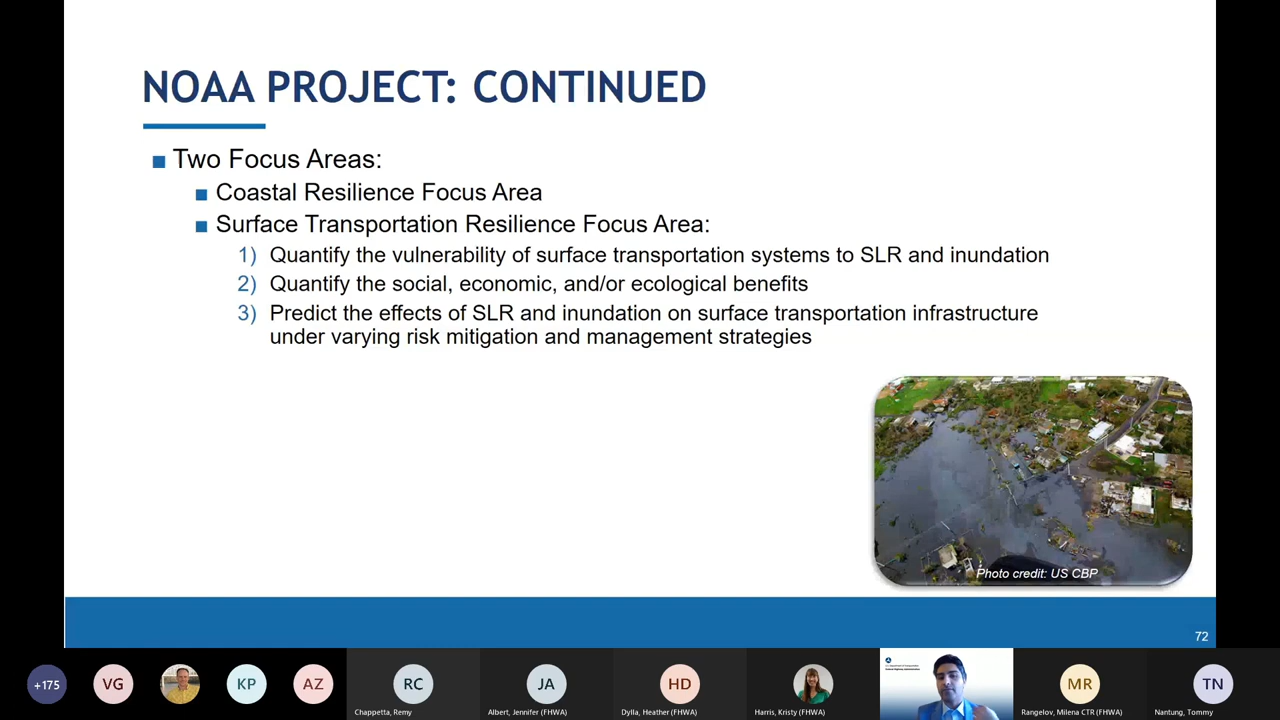 NOAA PROJECT: CONTINUED
Two Focus Areas:
Coastal Resilience Focus Area
Surface Transportation Resilience Focus Area:
1) Quantify the vulnerability of surface transportation systems to SLR and inundation
2) Quantify the social, economic, and/or ecological benefits
3) Predict the effects of SLR and inundation on surface transportation infrastructure
under varying risk mitigation and management strategies
Photo credit: US CBP
72
+175
VG
KP
AZ
RC
JA
HD
MR
TN
Chappetta, Remy
Albert, Jennifer (FHWA)
Dylla, Heather (FHWA)
Harris, Kristy (FHWA)
Rangelov, Milena CTR (FHWA)
Nantung, Tommy